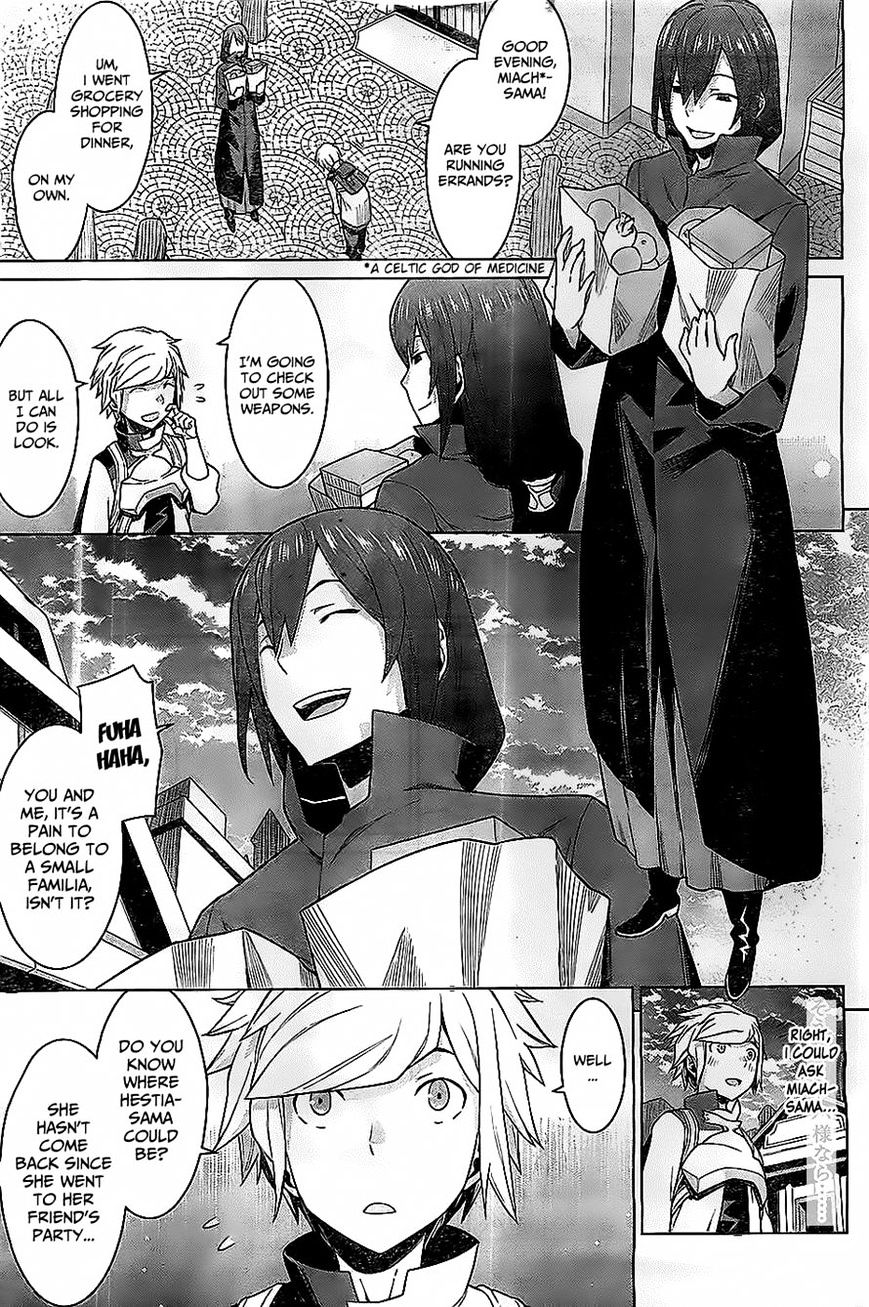 GOOD
EVENING,
MIACH*-
SAMA!
ARE YOU
RUNNING
ERRANDS?
UM,
I WENT
GROCERY
SHOPPING
FOR
DINNER,
ON MY
OWN.
*A CELTIC GOD OF MEDICINE
I'M GOING
TO CHECK
OUT SOME
WEAPONS.
BUT ALL
I CAN
DO IS
LOOK.
FUHA
HAHA,
YOU AND
ME, IT'S A
PAIN TO
BELONG TO
A SMALL
FAMILIA,
ISN'T IT?
RIGHT,
I COULD
ASK
MIACH-
SAMA...
様なら……
WELL
...
DO YOU
KNOW
WHERE
HESTIA-
SAMA
COULD
BE?
SHE
HASN'T
COME
BACK SINCE
SHE WENT
TO HER
FRIEND'S
PARTY...